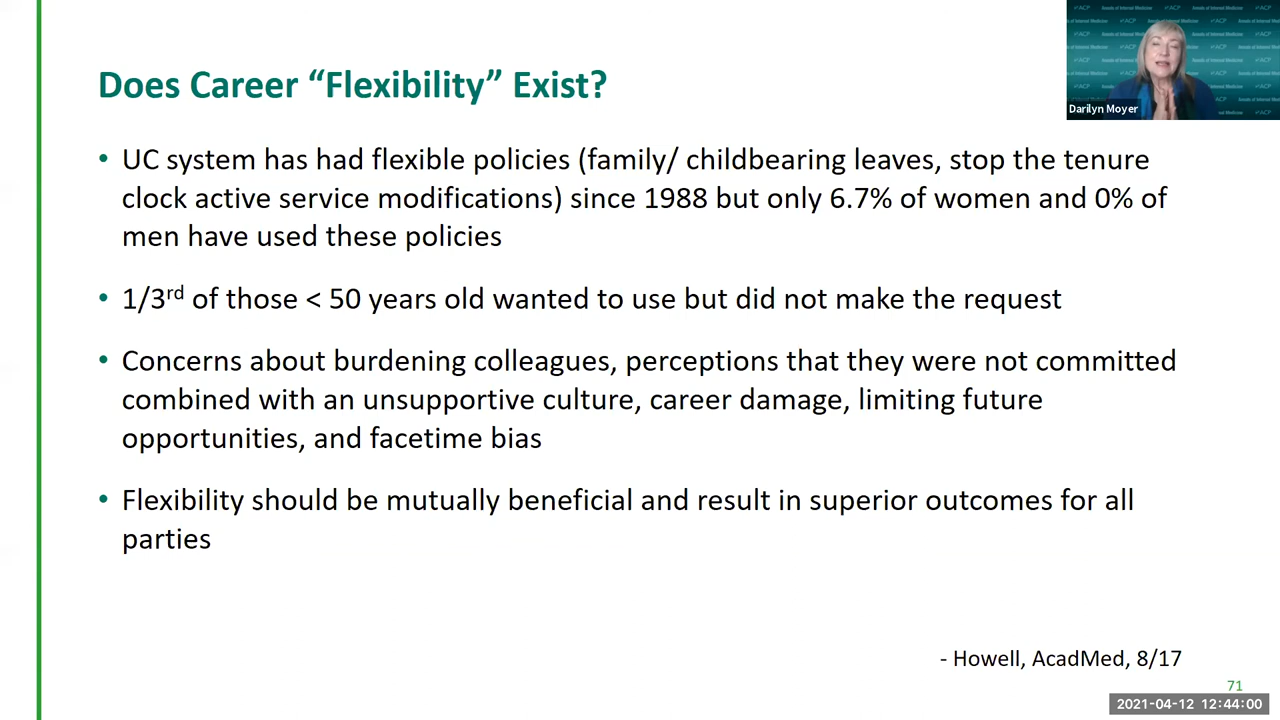 Does Career “Flexibility” Exist?
• UC system has had flexible policies (family/ childbearing leaves, stop the tenure
clock active service modifications) since 1988 but only 6.7% of women and 0% of
men have used these policies
• 1/3rd of those < 50 years old wanted to use but did not make the request
• Concerns about burdening colleagues, perceptions that they were not committed
combined with an unsupportive culture, career damage, limiting future
opportunities, and facetime bias
• Flexibility should be mutually beneficial and result in superior outcomes for all
parties
- Howell, AcadMed, 8/17
71
2021-04-12 12:44:00
ACP
Annals of Internal Medicine
Darilyn Moyer